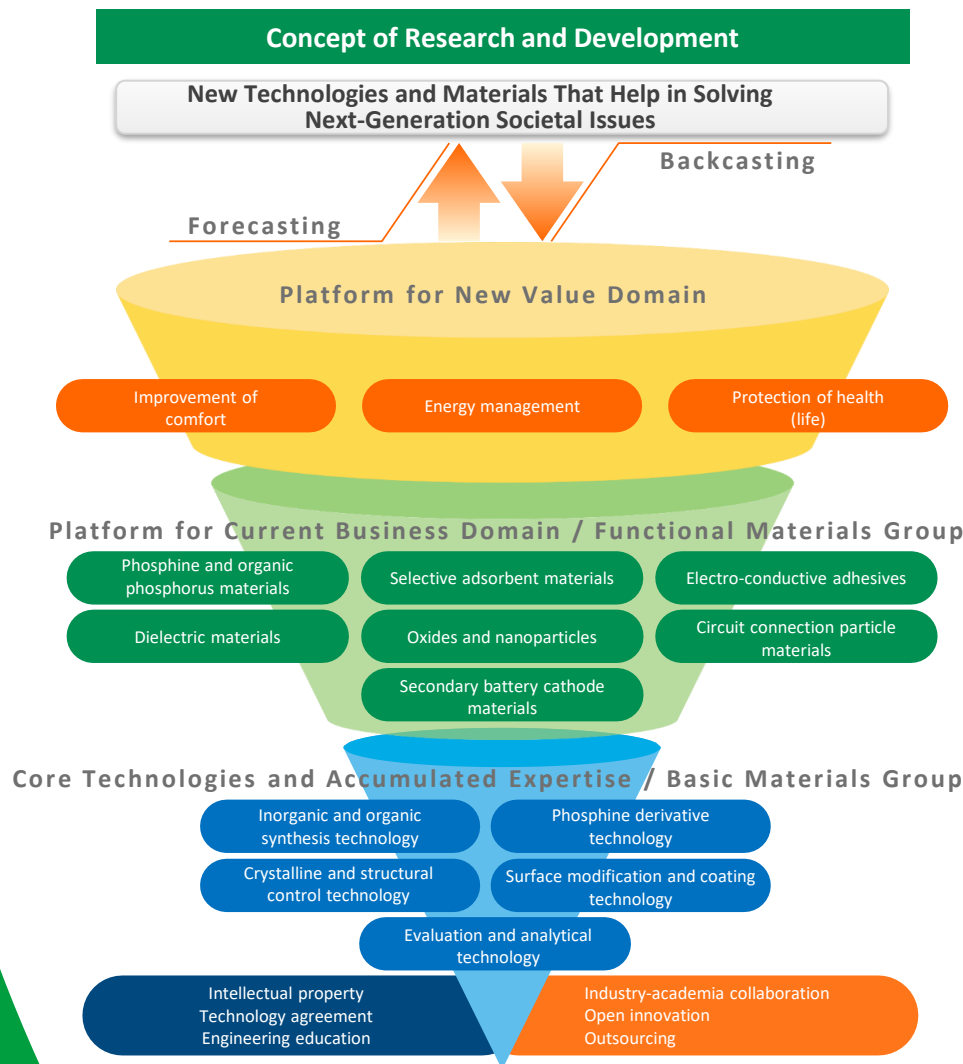 Concept of Research and Development
New Technologies and Materials That Help in Solving
Next-Generation Societal Issues
Backcasting
Forecasting
Platform for New Value Domain
Improvement of
comfort
Energy management
Protection of health
(life)
Platform for Current Business Domain / Functional Materials Group
Phosphine and organic
phosphorus materials
Selective adsorbent materials
Electro-conductive adhesives
Dielectric materials
Oxides and nanoparticles
Circuit connection particle
materials
Secondary battery cathode
materials
Core Technologies and Accumulated Expertise / Basic Materials Group
Inorganic and organic
synthesis technology
Phosphine derivative
technology
Crystalline and structural
control technology
Surface modification and coating
technology
Evaluation and analytical
technology
Intellectual property
Technology agreement
Engineering education
Industry-academia collaboration
Open innovation
Outsourcing